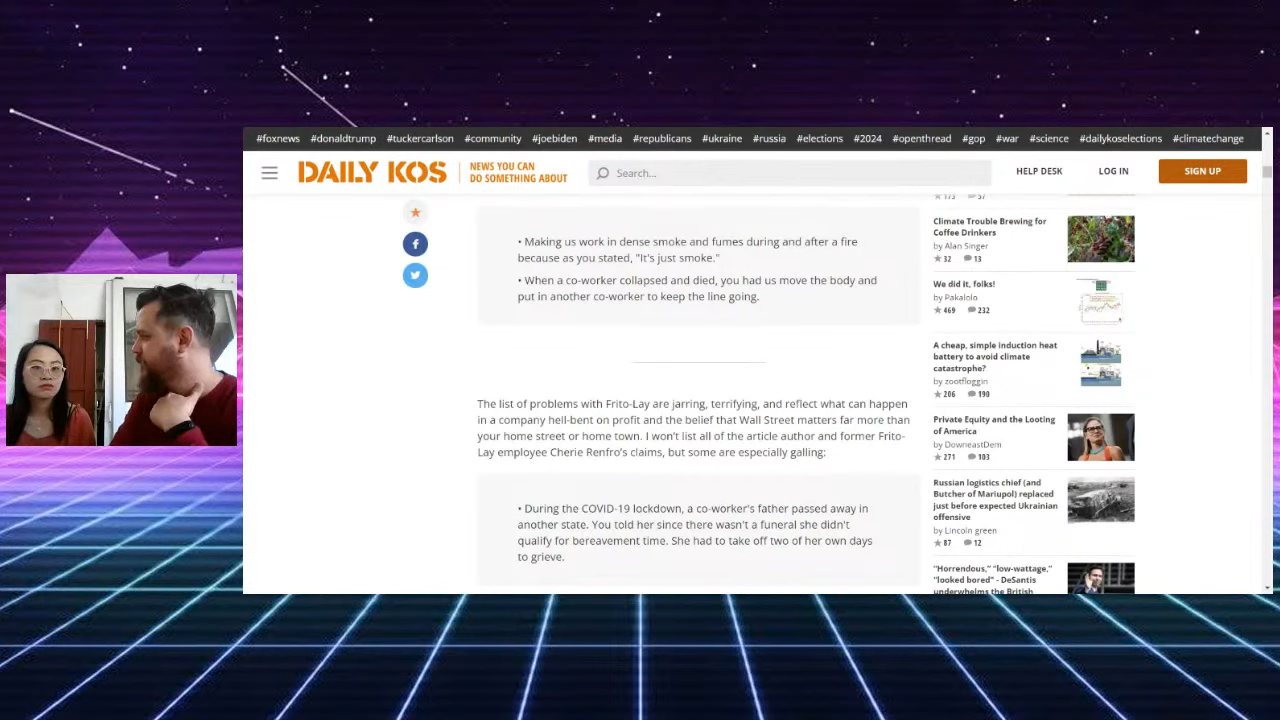 #foxnews #donaldtrump #tuckercarlson #community #joebiden #media #republicans #ukraine #russia #elections #2024 #openthread #gop #war #science #dailykoselections #climatechange
DAILY KOS
NEWS YOU CAN
DO SOMETHING ABOUT
Search...
HELP DESK
LOG IN
SIGN UP
• Making us work in dense smoke and fumes during and after a fire
because as you stated, "It's just smoke."
• When a co-worker collapsed and died, you had us move the body and
put in another co-worker to keep the line going.
The list of problems with Frito-Lay are jarring, terrifying, and reflect what can happen
in a company hell-bent on profit and the belief that Wall Street matters far more than
your home street or home town. I won't list all of the article author and former Frito-
Lay employee Cherie Renfro's claims, but some are especially galling:
• During the COVID-19 lockdown, a co-worker's father passed away in
another state. You told her since there wasn't a funeral she didn't
qualify for bereavement time. She had to take off two of her own days
to grieve.
Climate Trouble Brewing for
Coffee Drinkers
by Alan Singer
32 13
We did it, folks!
by Pakalolo
469 232
A cheap, simple induction heat
battery to avoid climate
catastrophe?
by zootfloggin
206 190
Private Equity and the Looting
of America
by DowneastDem
271 103
Russian logistics chief (and
Butcher of Mariupol) replaced
just before expected Ukrainian
offensive
by Lincoln green
87 12
"Horrendous," "low-wattage,"
"looked bored" - DeSantis
underwhelms the British